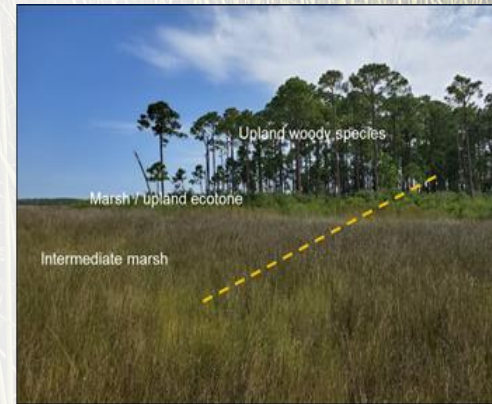 Upland woody species
Marsh / upland ecotone
Intermediate marsh